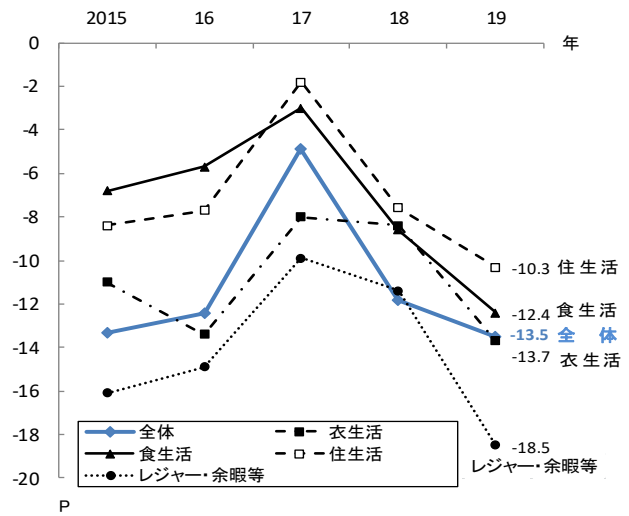 2015 16 17 18 19
0 年
-2
-4
-6
-8
-10
-10.3 住生活
-12
-12.4 食生活
-13.5 全 体
-13.7 衣生活
-14
-16
-18
-18.5
レジャー・余暇等
-20
全体 衣生活
食生活 住生活
レジャー・余暇等
P